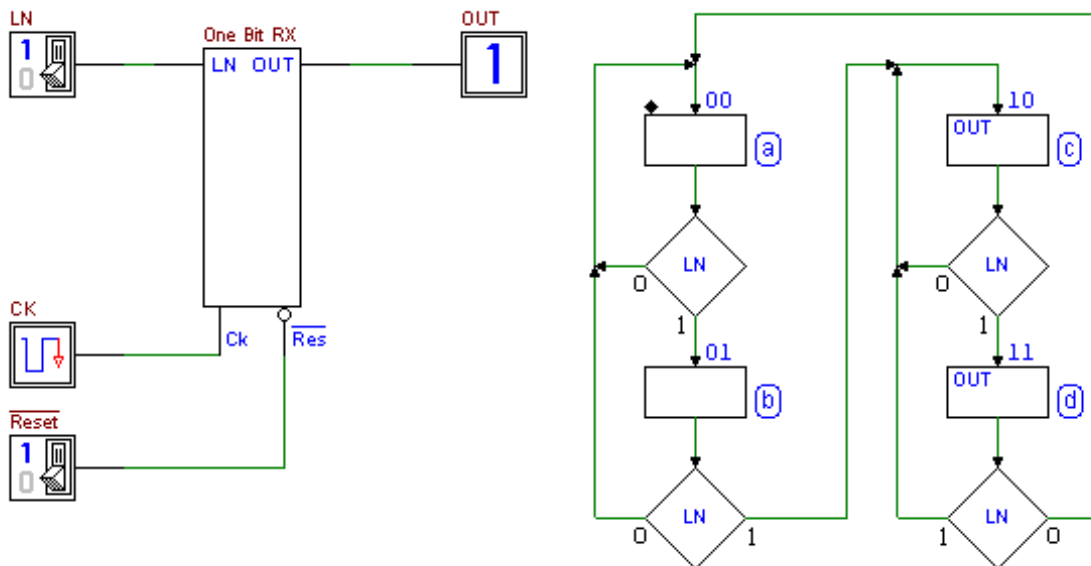 LN
1
0
One Bit RX
LN OUT
OUT
1
CK
Ck
Res
Reset
1
0
00
a
LN
0
1
01
b
LN
0
1
10
OUT
c
LN
0
1
11
OUT
d
LN
1
0